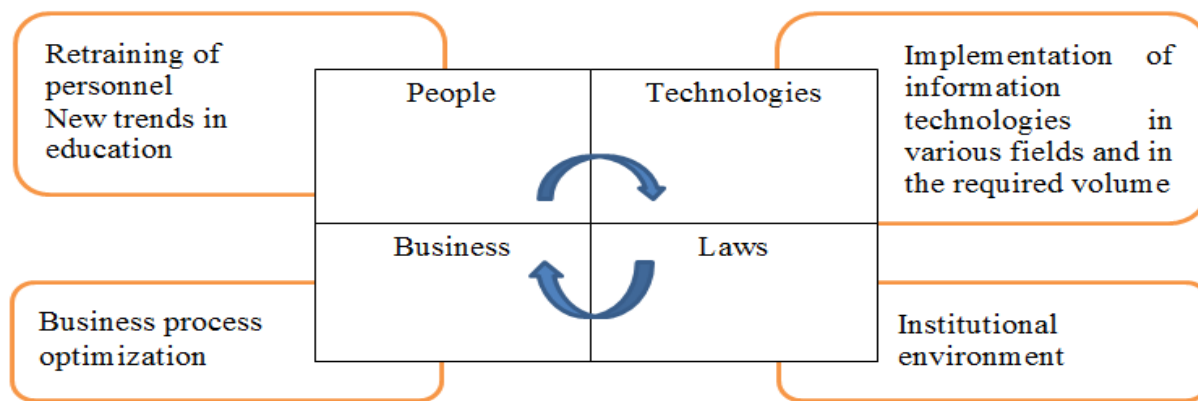 Retraining of
personnel
New trends in
education
People
Technologies
Implementation of
information
technologies in
various fields and in
the required volume
Business
Laws
Business process
optimization
Institutional
environment